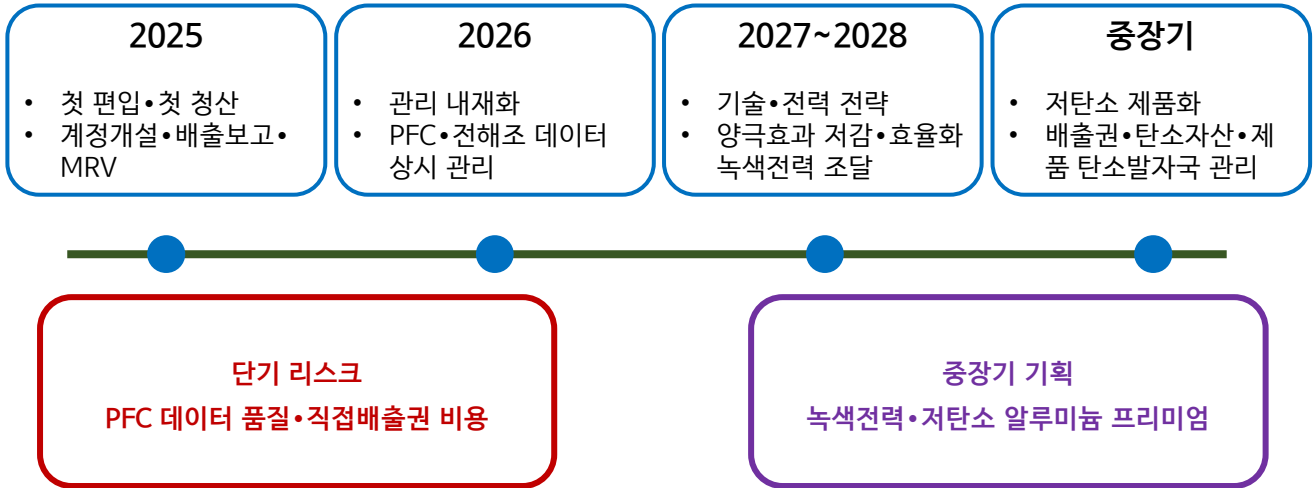 2025
• 첫 편입•첫 청산
• 계정개설•배출보고•
MRV
2026
• 관리 내재화
• PFC•전해조 데이터
상시 관리
2027~2028
• 기술•전력 전략
• 양극효과 저감•효율화
녹색전력 조달
중장기
• 저탄소 제품화
• 배출권•탄소자산•제
품 탄소발자국 관리
단기 리스크
PFC 데이터 품질•직접배출권 비용
중장기 기획
녹색전력•저탄소 알루미늄 프리미엄